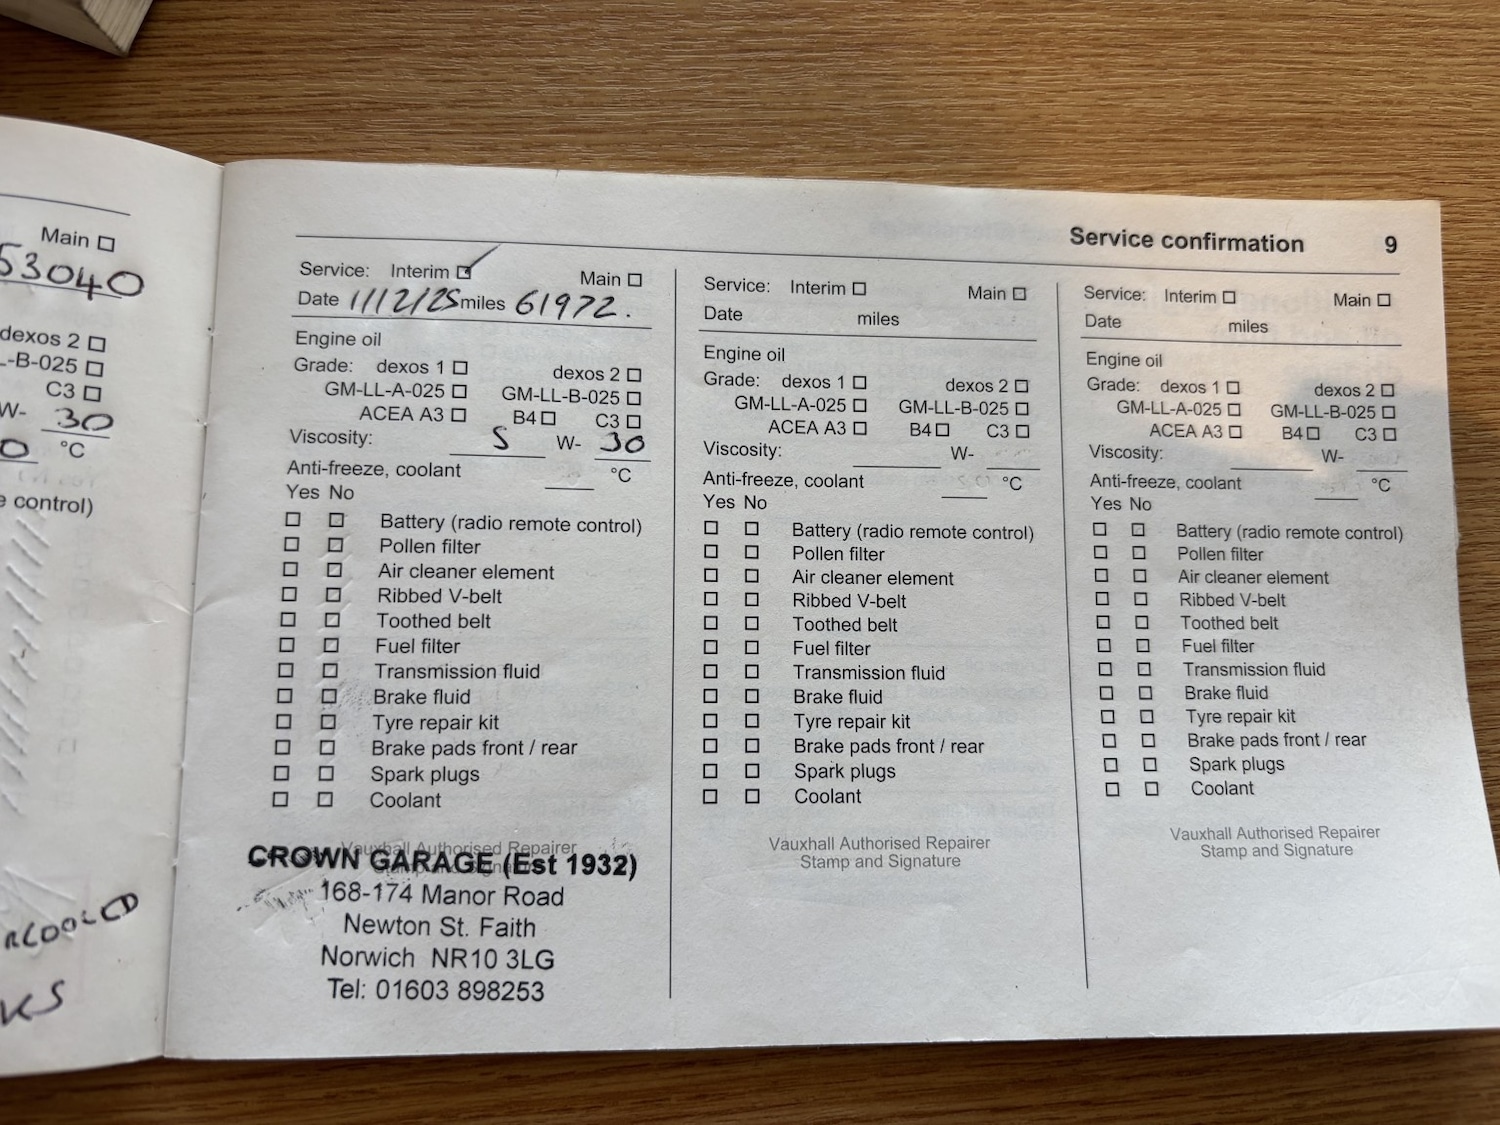 Main ☐
53040
dexos 2 ☐
L-B-025 ☐
C3 ☐
W- 30
0 °C
control)
RCOOLED
KS
Service confirmation 9
Service: Interim ☑ Main ☐
Date 1/12/25 miles 61972.
Engine oil
Grade: dexos 1 ☐ dexos 2 ☐
GM-LL-A-025 ☐ GM-LL-B-025 ☐
ACEA A3 ☐ B4 ☐ C3 ☐
Viscosity: 5 W- 30
Anti-freeze, coolant °C
Yes No
☐ ☐ Battery (radio remote control)
☐ ☐ Pollen filter
☐ ☐ Air cleaner element
☐ ☐ Ribbed V-belt
☐ ☐ Toothed belt
☐ ☐ Fuel filter
☐ ☐ Transmission fluid
☐ ☐ Brake fluid
☐ ☐ Tyre repair kit
☐ ☐ Brake pads front / rear
☐ ☐ Spark plugs
☐ ☐ Coolant
Vauxhall Authorised Repairer
Stamp and Signature
CROWN GARAGE (Est 1932)
168-174 Manor Road
Newton St. Faith
Norwich NR10 3LG
Tel: 01603 898253
Service: Interim ☐ Main ☐
Date miles
Engine oil
Grade: dexos 1 ☐ dexos 2 ☐
GM-LL-A-025 ☐ GM-LL-B-025 ☐
ACEA A3 ☐ B4 ☐ C3 ☐
Viscosity: W-
Anti-freeze, coolant °C
Yes No
☐ ☐ Battery (radio remote control)
☐ ☐ Pollen filter
☐ ☐ Air cleaner element
☐ ☐ Ribbed V-belt
☐ ☐ Toothed belt
☐ ☐ Fuel filter
☐ ☐ Transmission fluid
☐ ☐ Brake fluid
☐ ☐ Tyre repair kit
☐ ☐ Brake pads front / rear
☐ ☐ Spark plugs
☐ ☐ Coolant
Vauxhall Authorised Repairer
Stamp and Signature
Service: Interim ☐ Main ☐
Date miles
Engine oil
Grade: dexos 1 ☐ dexos 2 ☐
GM-LL-A-025 ☐ GM-LL-B-025 ☐
ACEA A3 ☐ B4 ☐ C3 ☐
Viscosity: W-
Anti-freeze, coolant °C
Yes No
☐ ☐ Battery (radio remote control)
☐ ☐ Pollen filter
☐ ☐ Air cleaner element
☐ ☐ Ribbed V-belt
☐ ☐ Toothed belt
☐ ☐ Fuel filter
☐ ☐ Transmission fluid
☐ ☐ Brake fluid
☐ ☐ Tyre repair kit
☐ ☐ Brake pads front / rear
☐ ☐ Spark plugs
☐ ☐ Coolant
Vauxhall Authorised Repairer
Stamp and Signature